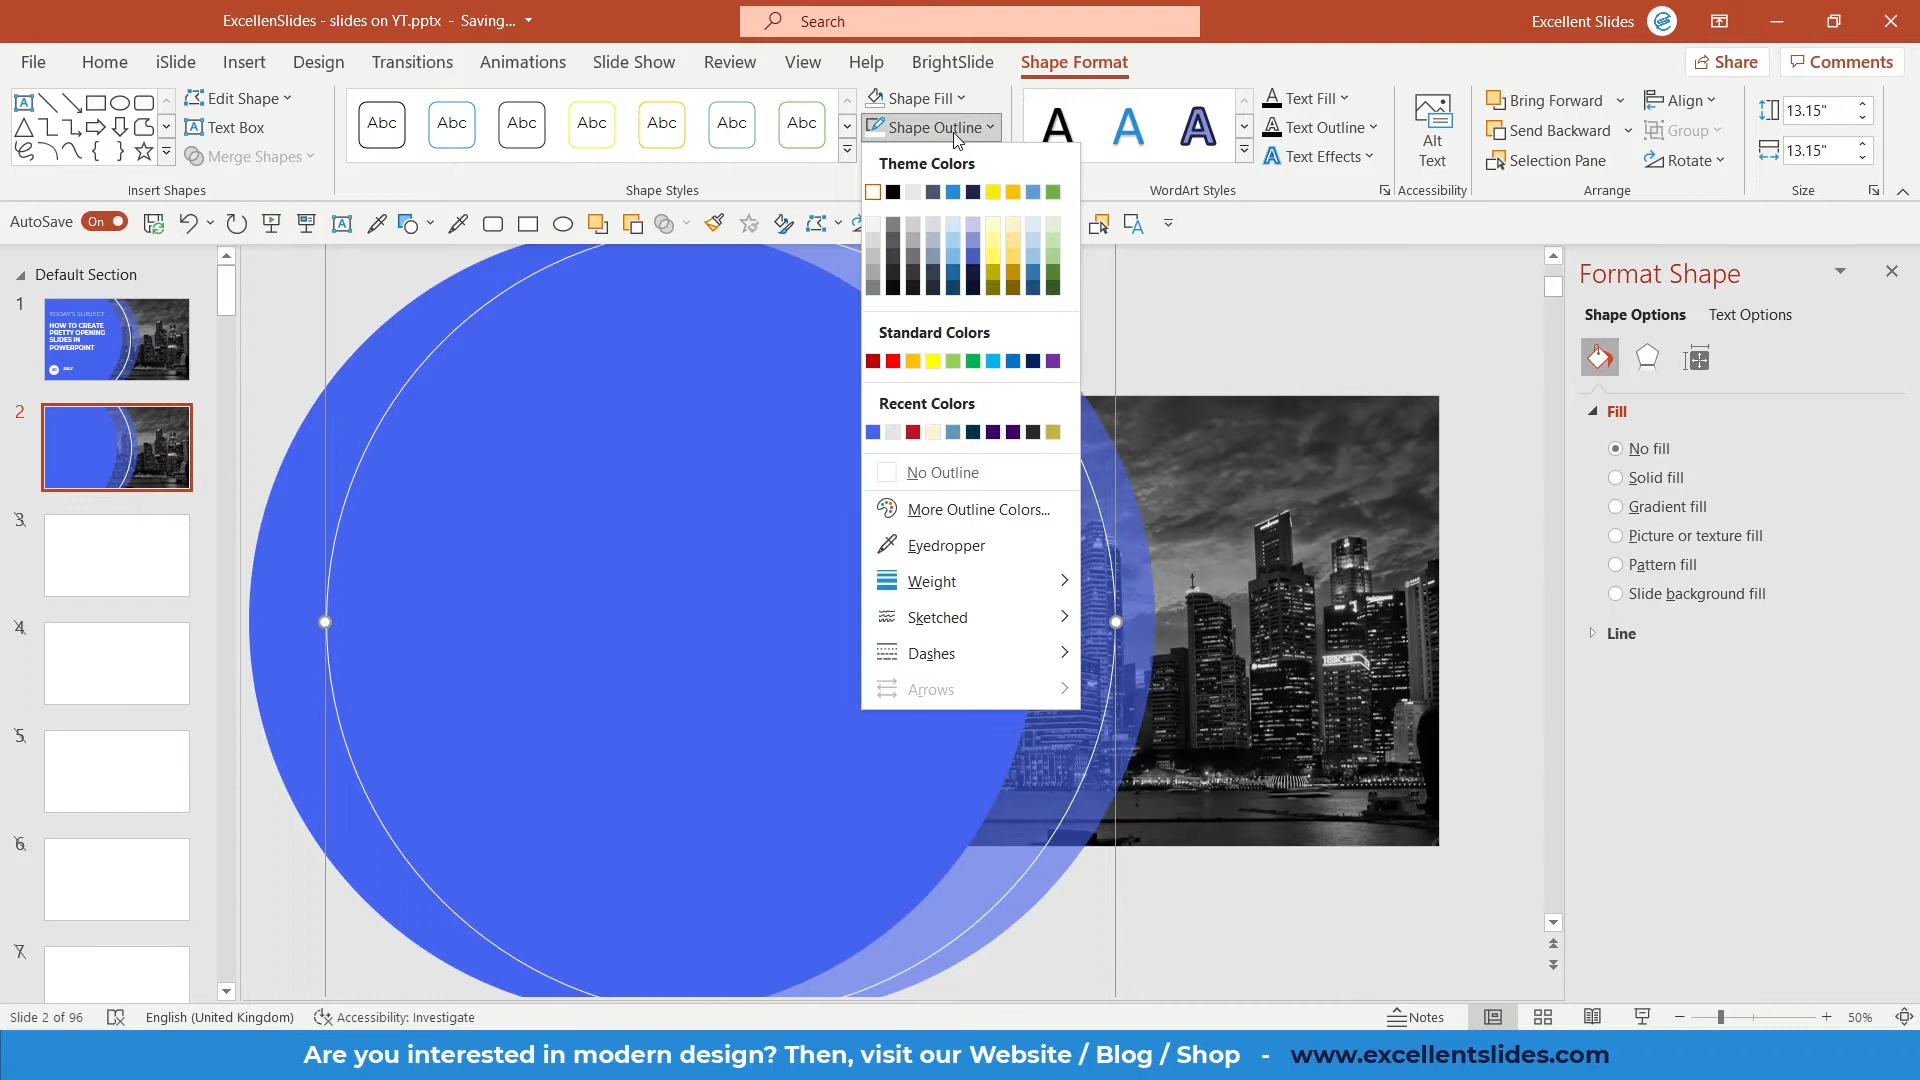 ExcellenSlides - slides on YT.pptx - Saving...
Search
Excellent Slides
File Home iSlide Insert Design Transitions Animations Slide Show Review View Help BrightSlide Shape Format
Share Comments
Edit Shape
Text Box
Merge Shapes
Insert Shapes
Abc Abc Abc Abc Abc Abc Abc
Shape Styles
Shape Fill
Shape Outline
A A A
Text Fill
Text Outline
Text Effects
WordArt Styles
Alt Text
Accessibility
Bring Forward
Send Backward
Selection Pane
Align
Group
Rotate
Arrange
13.15"
13.15"
Size
AutoSave On
Theme Colors
Standard Colors
Recent Colors
No Outline
More Outline Colors...
Eyedropper
Weight
Sketched
Dashes
Arrows
Default Section
1
TODAY'S SUBJECT
HOW TO CREATE
PRETTY OPENING
SLIDES IN
POWERPOINT
JULY
2
3
4
5
6
7
HSBC
Format Shape
Shape Options Text Options
Fill
No fill
Solid fill
Gradient fill
Picture or texture fill
Pattern fill
Slide background fill
Line
Slide 2 of 96
English (United Kingdom)
Accessibility: Investigate
Notes
50%
Are you interested in modern design? Then, visit our Website / Blog / Shop - www.excellentslides.com